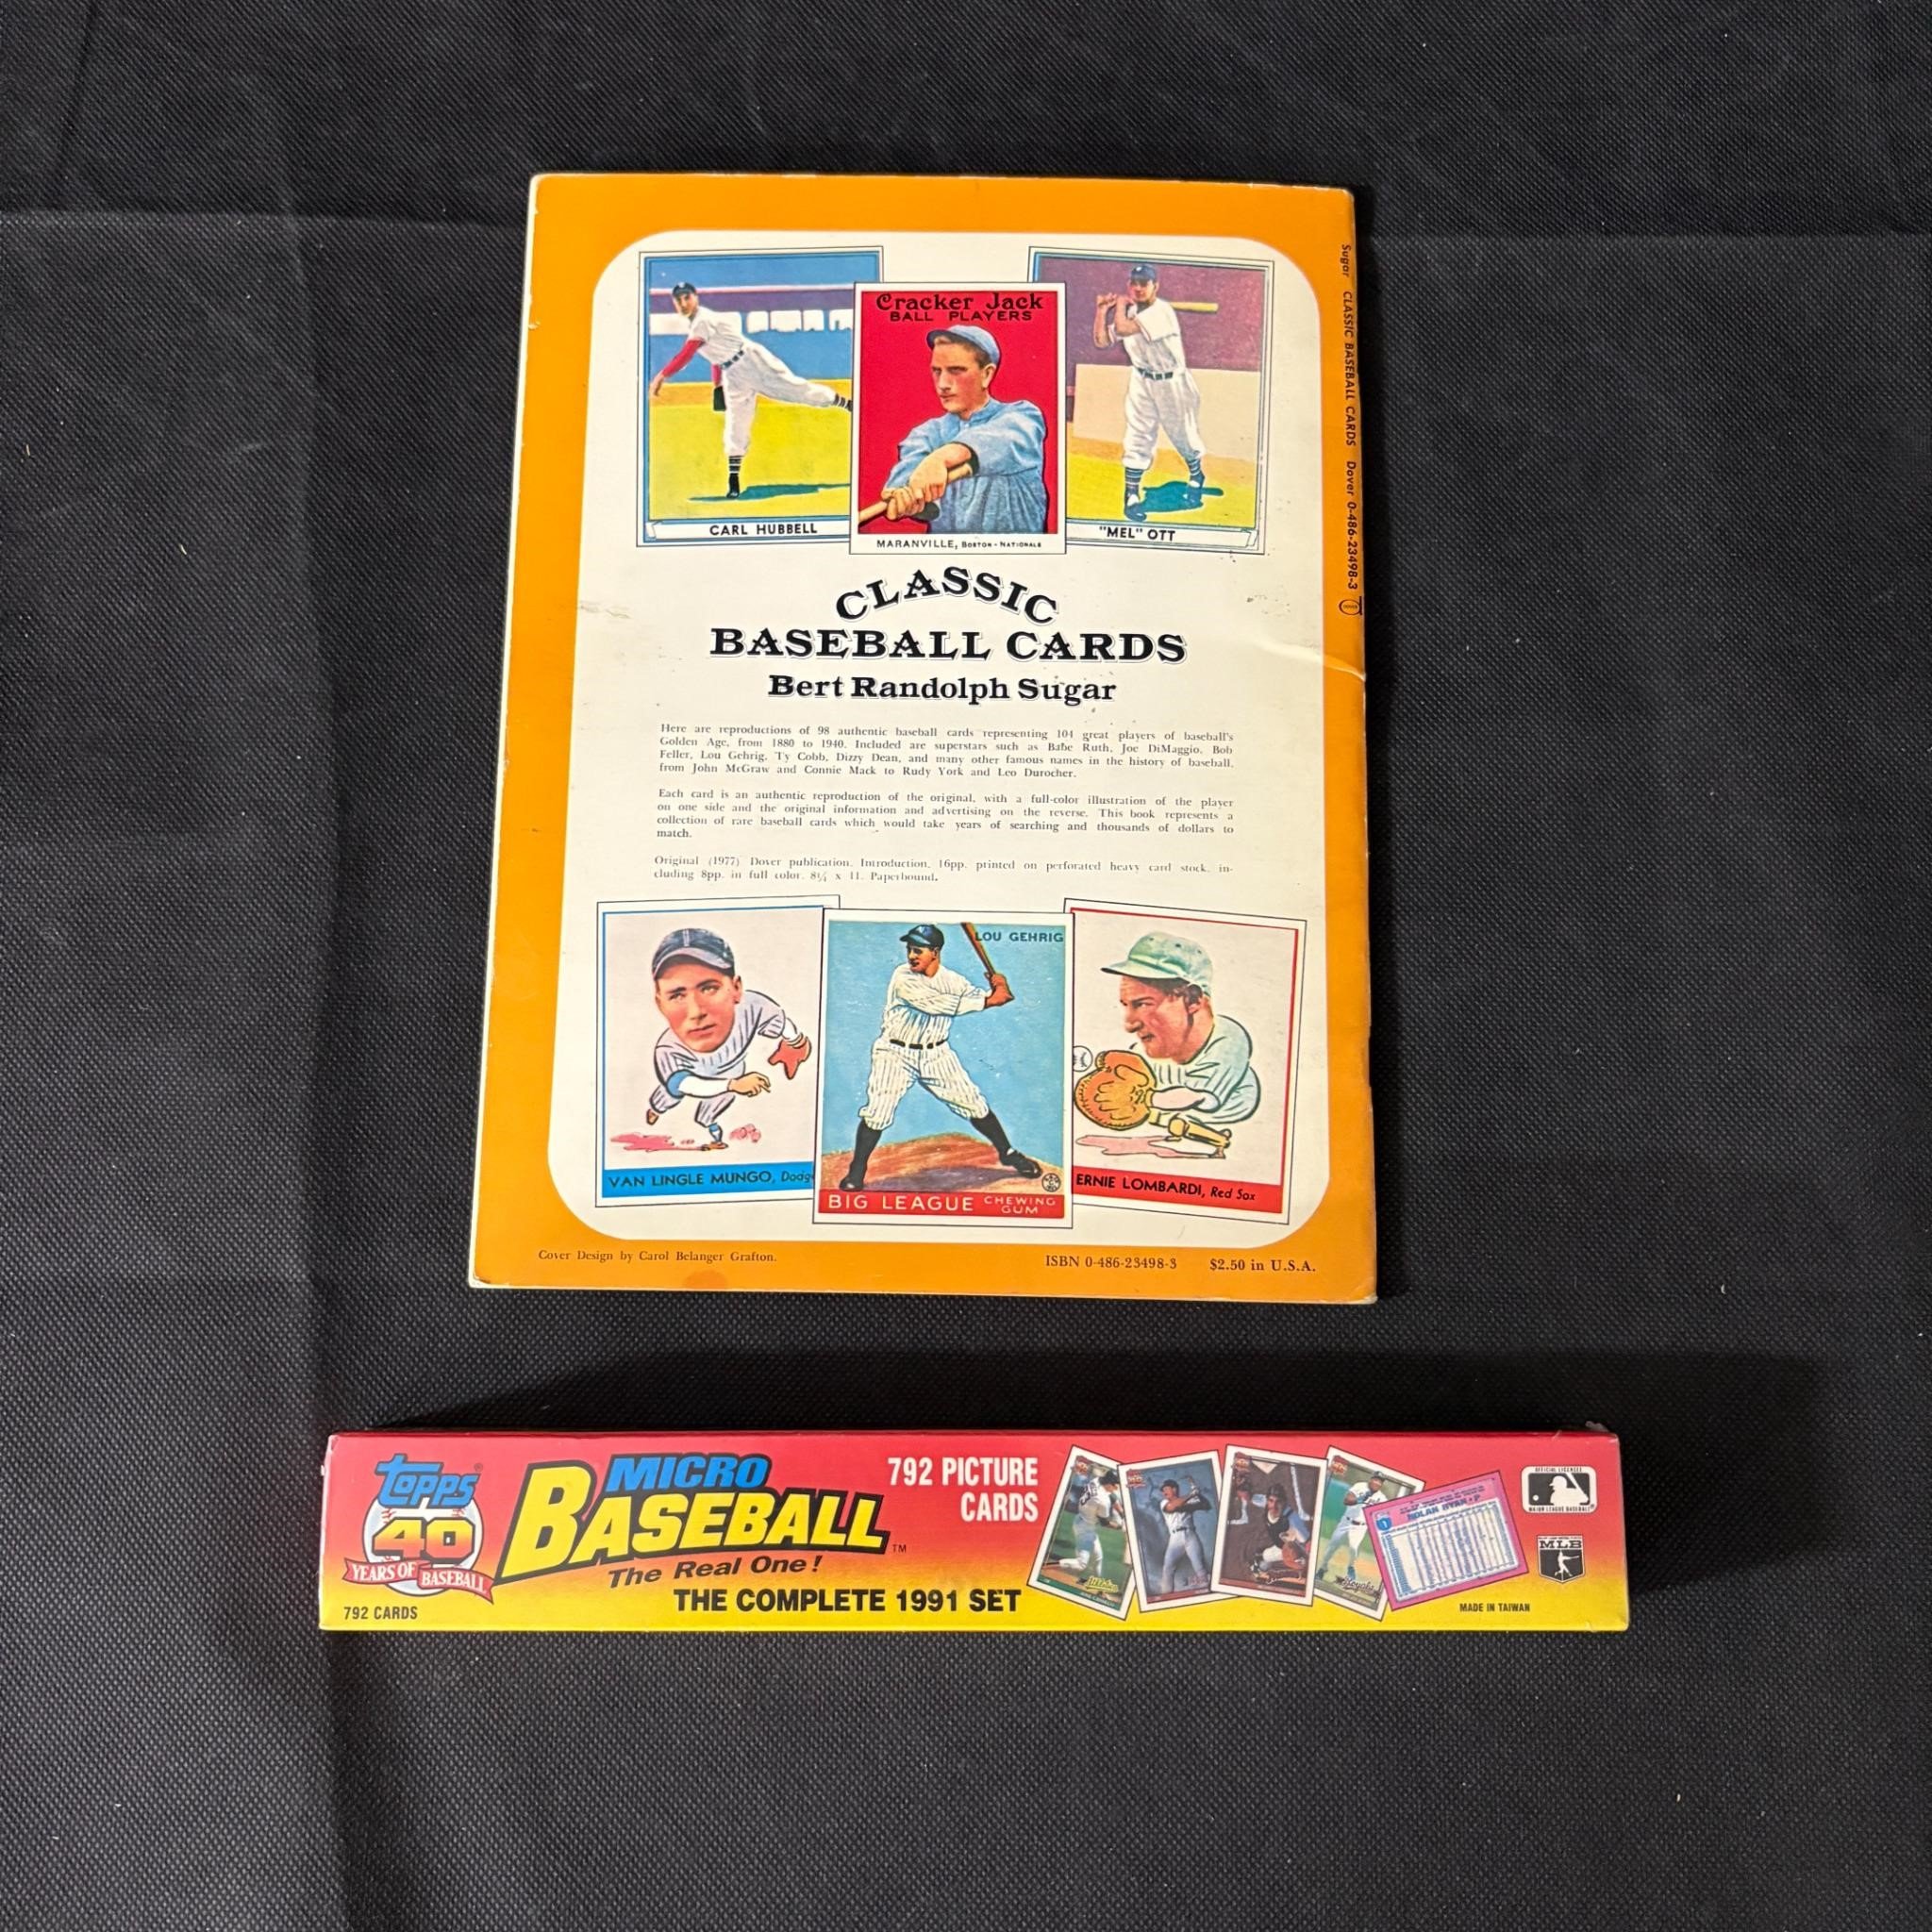 CARL HUBBELL
Cracker Jack
BALL PLAYERS
MARANVILLE, BOSTON - NATIONALS
"MEL" OTT
Sugar CLASSIC BASEBALL CARDS Dover 0-486-23498-3
CLASSIC
BASEBALL CARDS
Bert Randolph Sugar
Here are reproductions of 98 authentic baseball cards representing 104 great players of baseball's
Golden Age, from 1880 to 1940. Included are superstars such as Babe Ruth, Joe DiMaggio, Bob
Feller, Lou Gehrig, Ty Cobb, Dizzy Dean, and many other famous names in the history of baseball,
from John McGraw and Connie Mack to Rudy York and Leo Durocher.
Each card is an authentic reproduction of the original, with a full-color illustration of the player
on one side and the original information and advertising on the reverse. This book represents a
collection of rare baseball cards which would take years of searching and thousands of dollars to
match.
Original (1977) Dover publication. Introduction. 16pp. printed on perforated heavy card stock, in-
cluding 8pp. in full color. 8¼ x 11. Paperbound.
VAN LINGLE MUNGO, Dodg
LOU GEHRIG
BIG LEAGUE CHEWING
GUM
ERNIE LOMBARDI, Red Sox
Cover Design by Carol Belanger Grafton.
ISBN 0-486-23498-3 $2.50 in U.S.A.
Topps®
40
YEARS OF BASEBALL
792 CARDS
MICRO
BASEBALL™
The Real One!
THE COMPLETE 1991 SET
792 PICTURE
CARDS
Royals
NOLAN RYAN • P
OFFICIAL LICENSEE
MAJOR LEAGUE BASEBALL
MLB
MADE IN TAIWAN